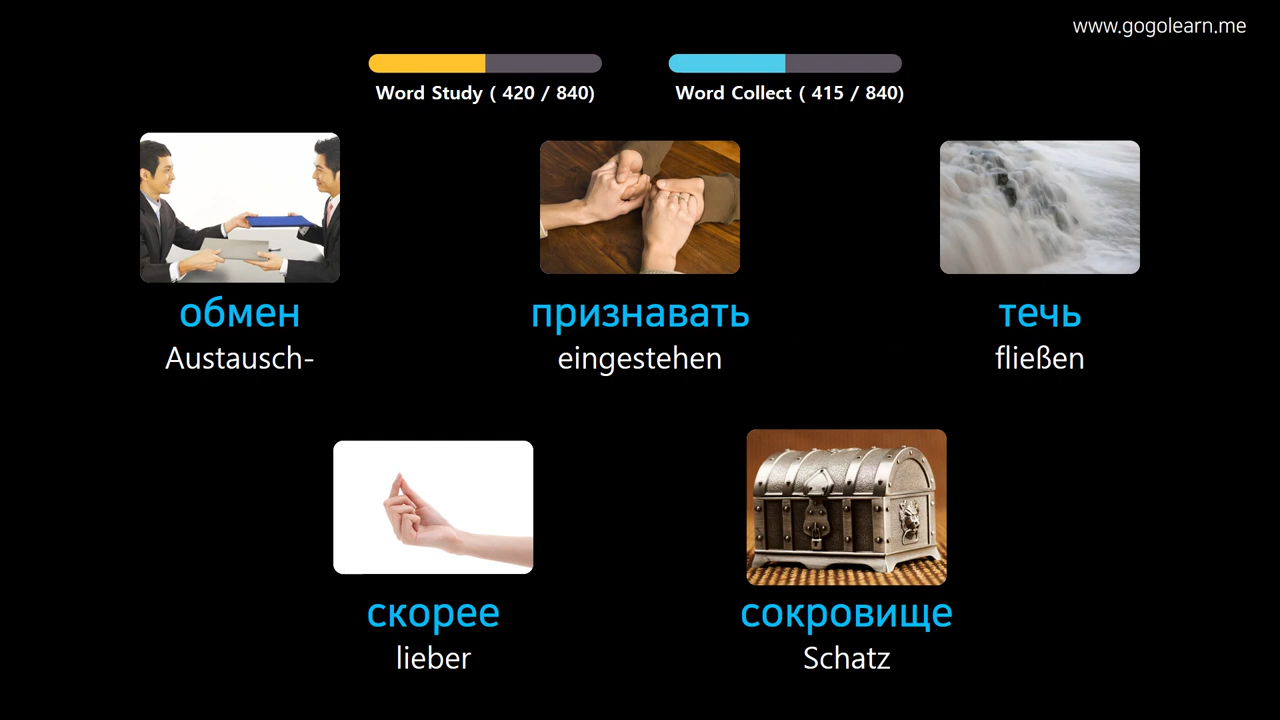 www.gogolearn.me
Word Study ( 420 / 840)
Word Collect ( 415 / 840)
обмен
Austausch-
признавать
eingestehen
течь
fließen
скорее
lieber
сокровище
Schatz